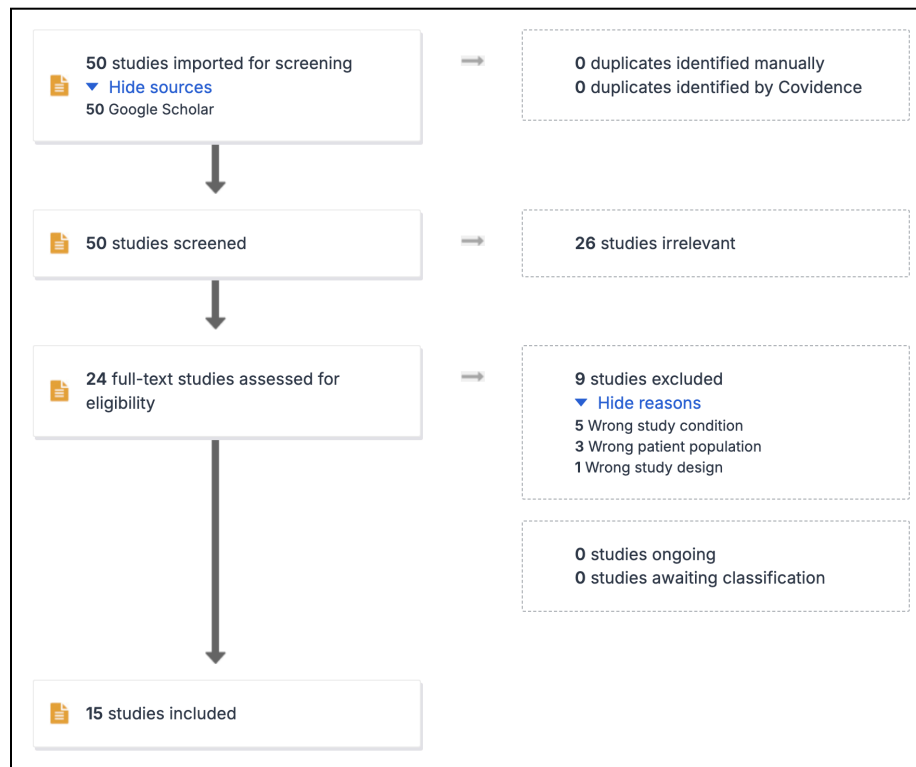 50 studies imported for screening
Hide sources
50 Google Scholar
0 duplicates identified manually
0 duplicates identified by Covidence
50 studies screened
26 studies irrelevant
24 full-text studies assessed for
eligibility
9 studies excluded
Hide reasons
5 Wrong study condition
3 Wrong patient population
1 Wrong study design
0 studies ongoing
0 studies awaiting classification
15 studies included